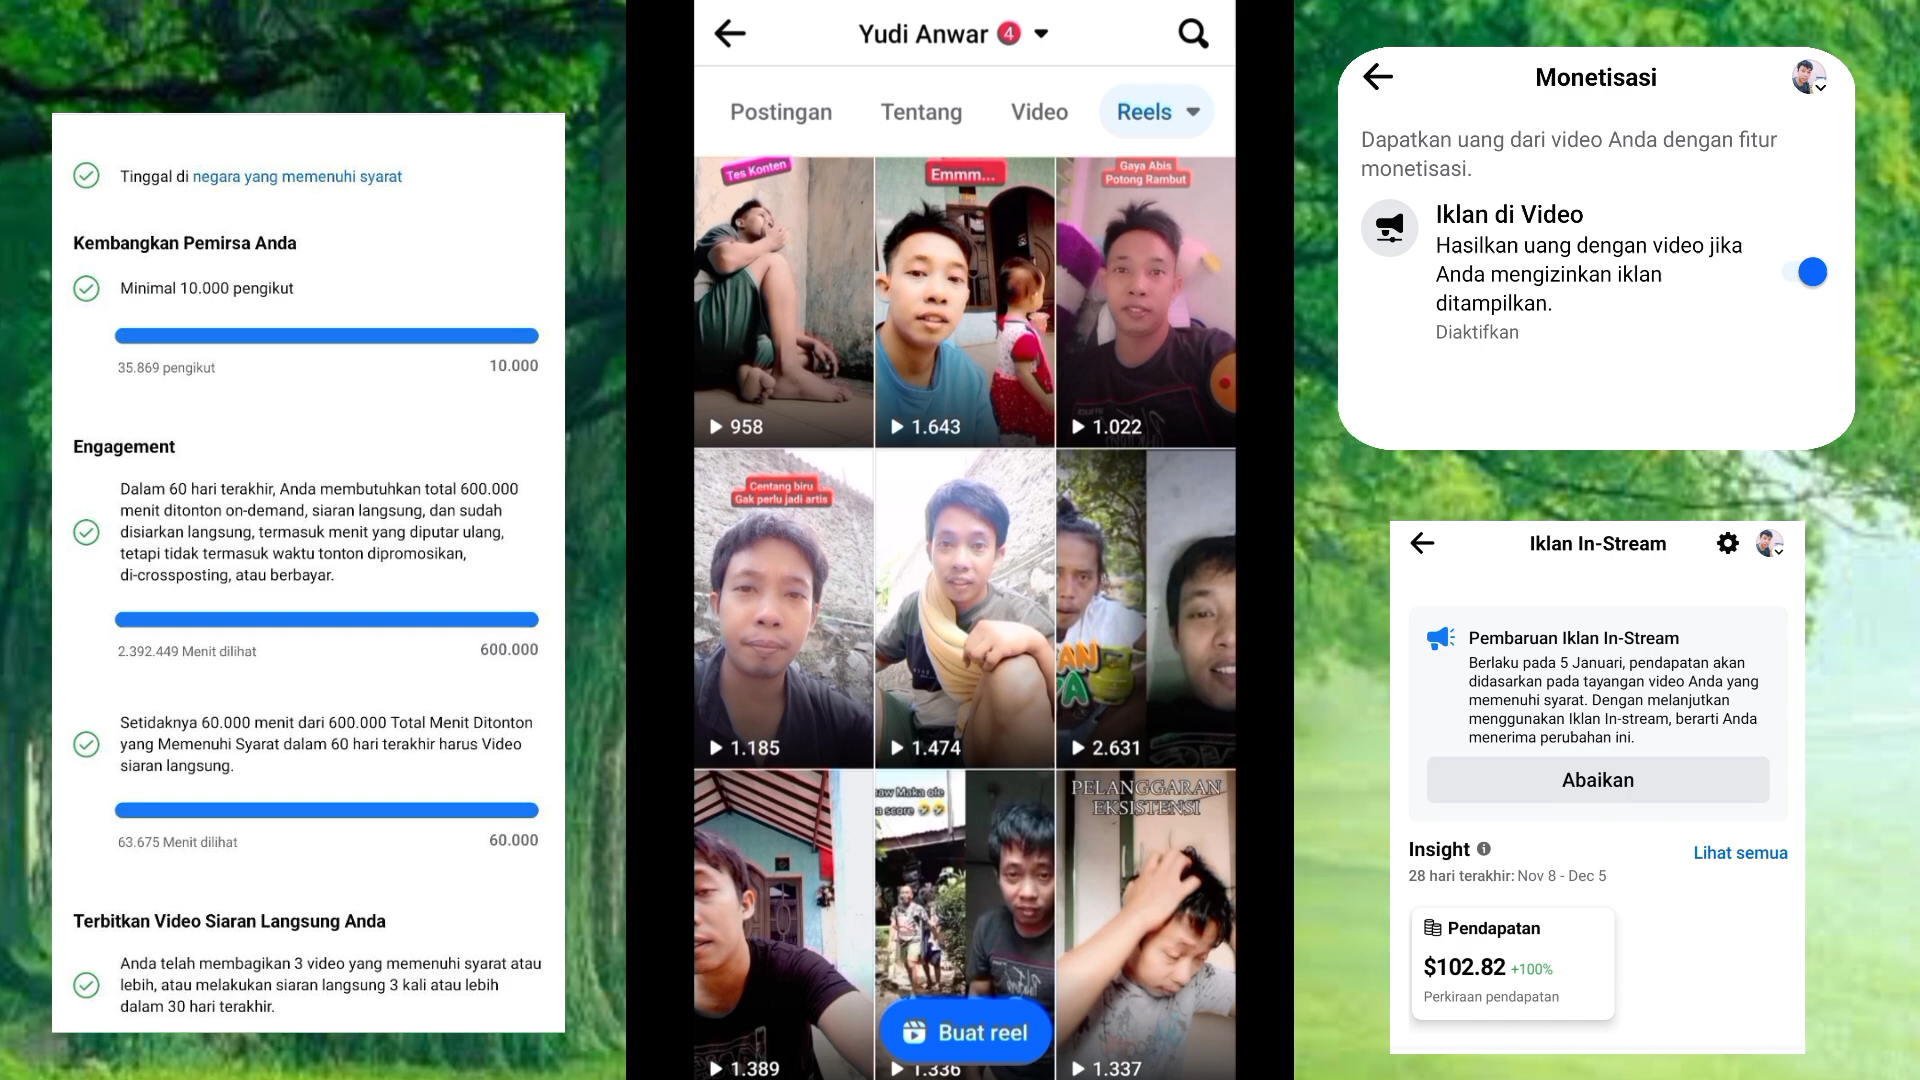 Tinggal di negara yang memenuhi syarat
Kembangkan Pemirsa Anda
Minimal 10.000 pengikut
35.869 pengikut
10.000
Engagement
Dalam 60 hari terakhir, Anda membutuhkan total 600.000
menit ditonton on-demand, siaran langsung, dan sudah
disiarkan langsung, termasuk menit yang diputar ulang,
tetapi tidak termasuk waktu tonton dipromosikan,
di-crossposting, atau berbayar.
2.392.449 Menit dilihat
600.000
Setidaknya 60.000 menit dari 600.000 Total Menit Ditonton
yang Memenuhi Syarat dalam 60 hari terakhir harus Video
siaran langsung.
63.675 Menit dilihat
60.000
Terbitkan Video Siaran Langsung Anda
Anda telah membagikan 3 video yang memenuhi syarat atau
lebih, atau melakukan siaran langsung 3 kali atau lebih
dalam 30 hari terakhir.
Yudi Anwar 4
Postingan Tentang Video Reels
Tes Konten
958
Emmm...
1.643
Gaya Abis
Potong Rambut
1.022
Centang biru
Gak perlu jadi artis
1.185
1.474
AN
TA
2.631
1.389
aw Maka ole
a score
1.336
PELANGGARAN
EKSISTENSI
1.337
Buat reel
Monetisasi
Dapatkan uang dari video Anda dengan fitur
monetisasi.
Iklan di Video
Hasilkan uang dengan video jika
Anda mengizinkan iklan
ditampilkan.
Diaktifkan
Iklan In-Stream
Pembaruan Iklan In-Stream
Berlaku pada 5 Januari, pendapatan akan
didasarkan pada tayangan video Anda yang
memenuhi syarat. Dengan melanjutkan
menggunakan Iklan In-stream, berarti Anda
menerima perubahan ini.
Abaikan
Insight
Lihat semua
28 hari terakhir: Nov 8 - Dec 5
Pendapatan
$102.82 +100%
Perkiraan pendapatan